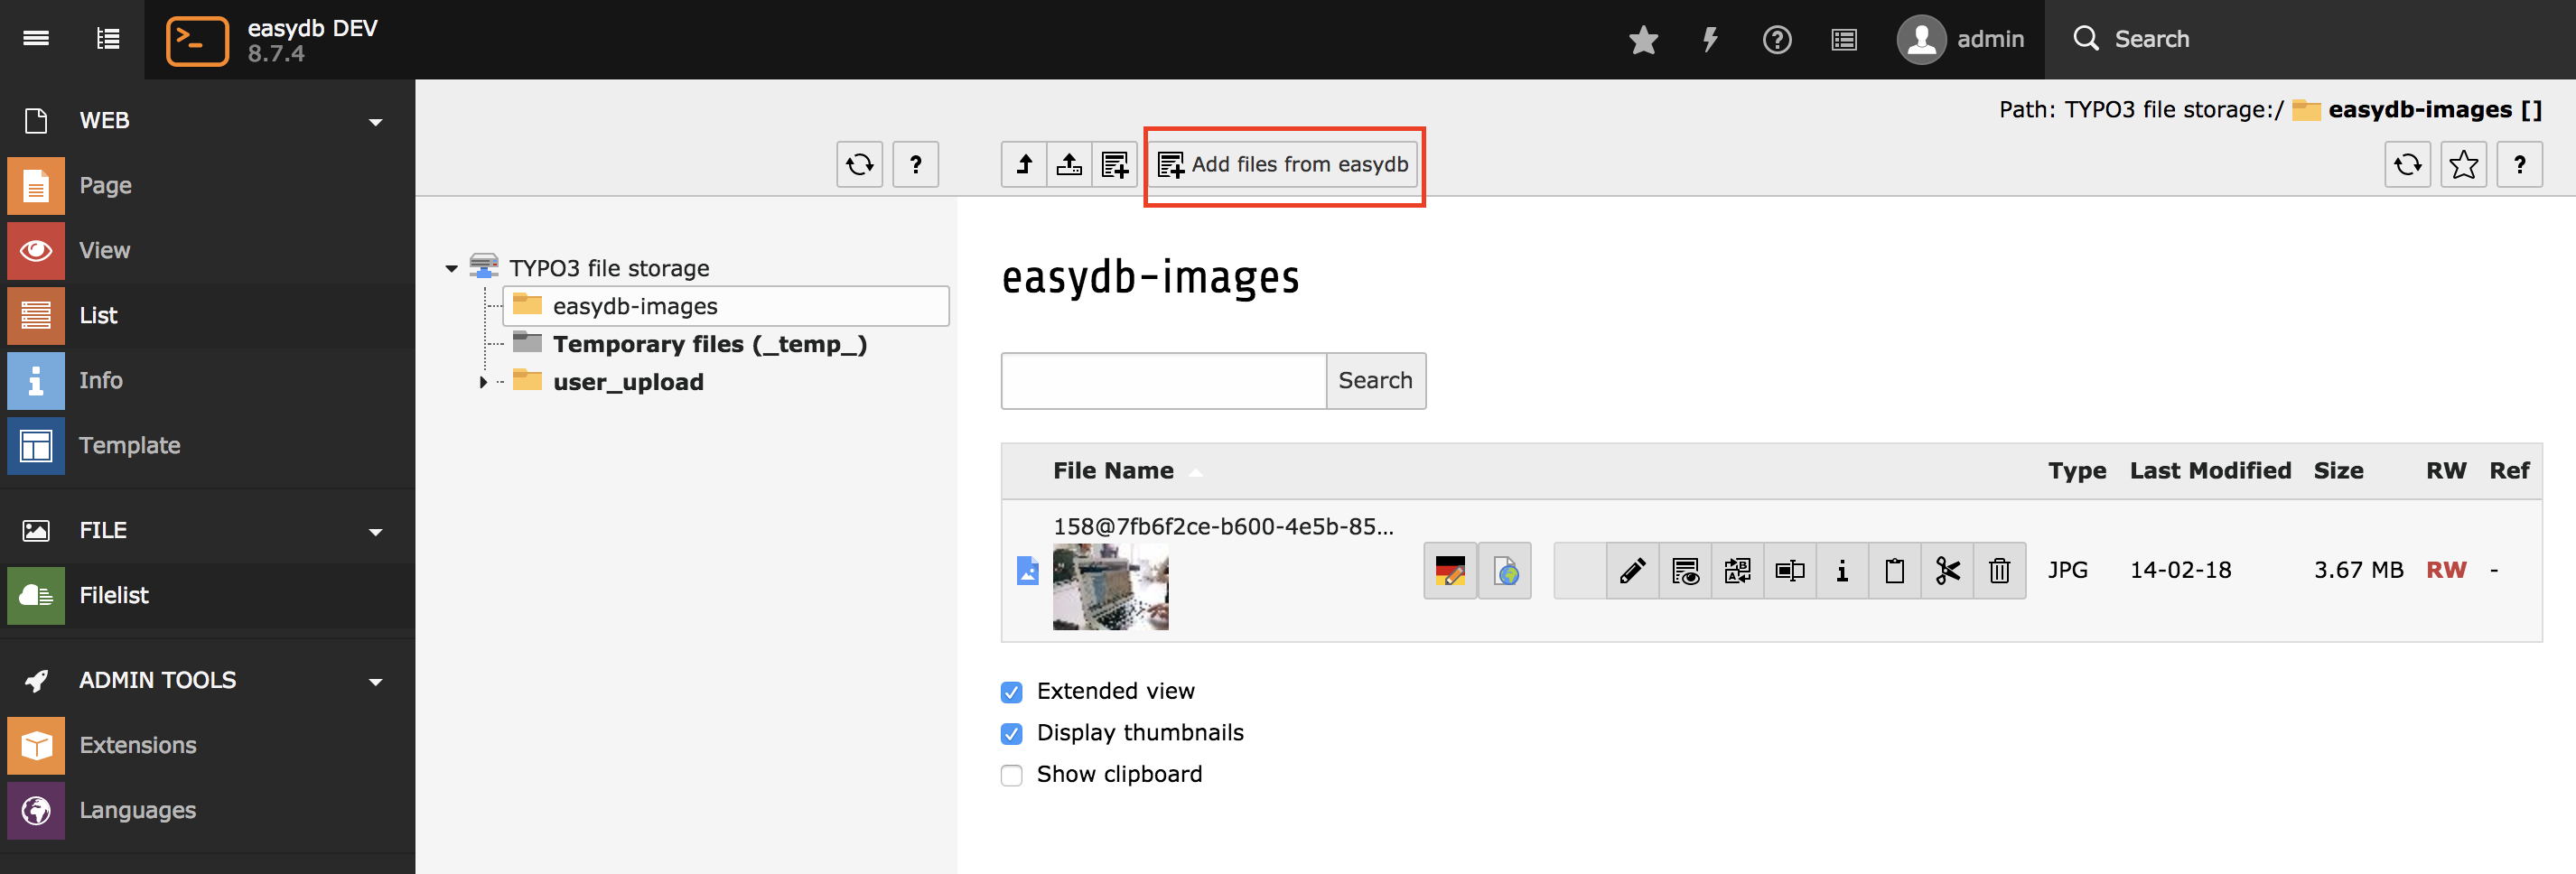 easydb DEV
8.7.4
admin
Search
WEB
Page
View
List
Info
Template
FILE
Filelist
ADMIN TOOLS
Extensions
Languages
Path: TYPO3 file storage:/ easydb-images []
?
Add files from easydb
?
TYPO3 file storage
easydb-images
Temporary files (_temp_)
user_upload
easydb-images
Search
File Name Type Last Modified Size RW Ref
158@7fb6f2ce-b600-4e5b-85...
JPG 14-02-18 3.67 MB RW -
Extended view
Display thumbnails
Show clipboard